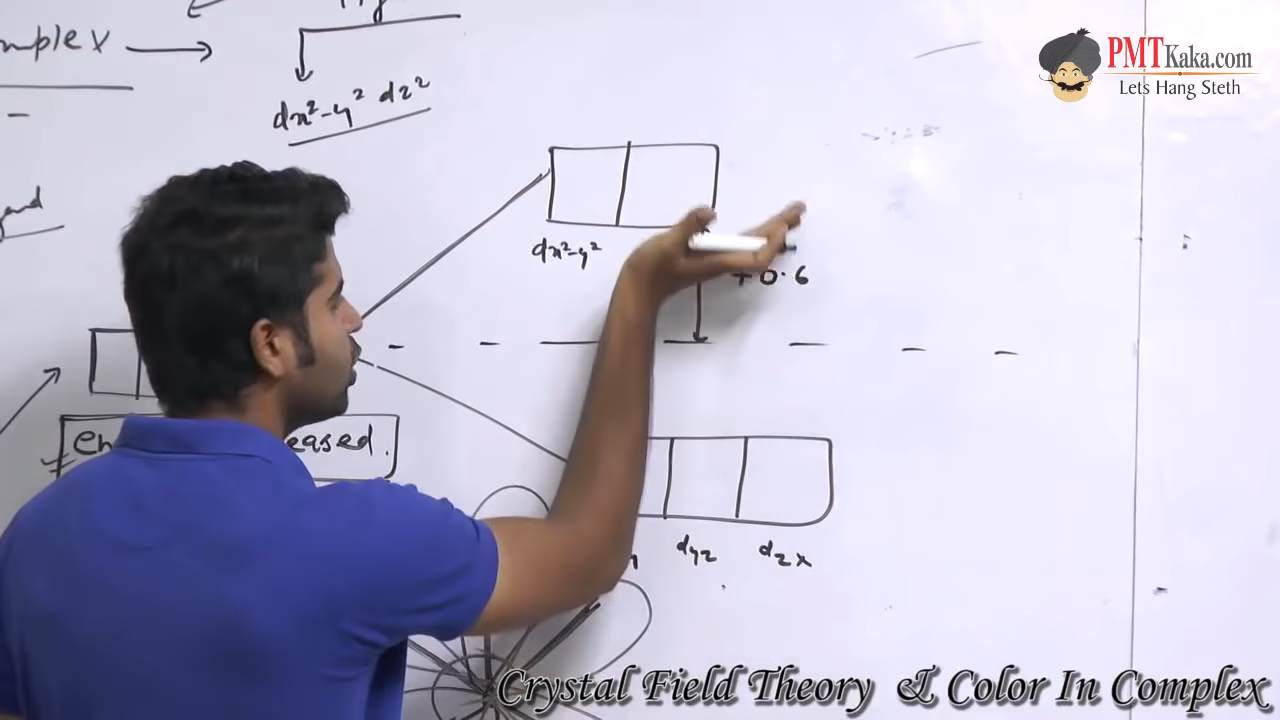 PMTKaka.com
Lets Hang Steth
mplex
dx²-y² dz²
dx²-y²
+0.6
eased.
dyz dzx
Crystal Field Theory & Color In Complex